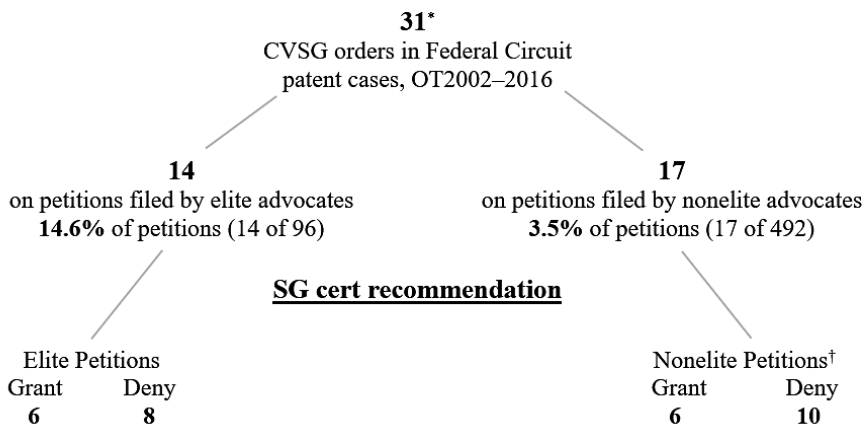 31*
CVSG orders in Federal Circuit
patent cases, OT2002–2016
14
on petitions filed by elite advocates
14.6% of petitions (14 of 96)
17
on petitions filed by nonelite advocates
3.5% of petitions (17 of 492)
SG cert recommendation
Elite Petitions
Grant Deny
6 8
Nonelite Petitions†
Grant Deny
6 10